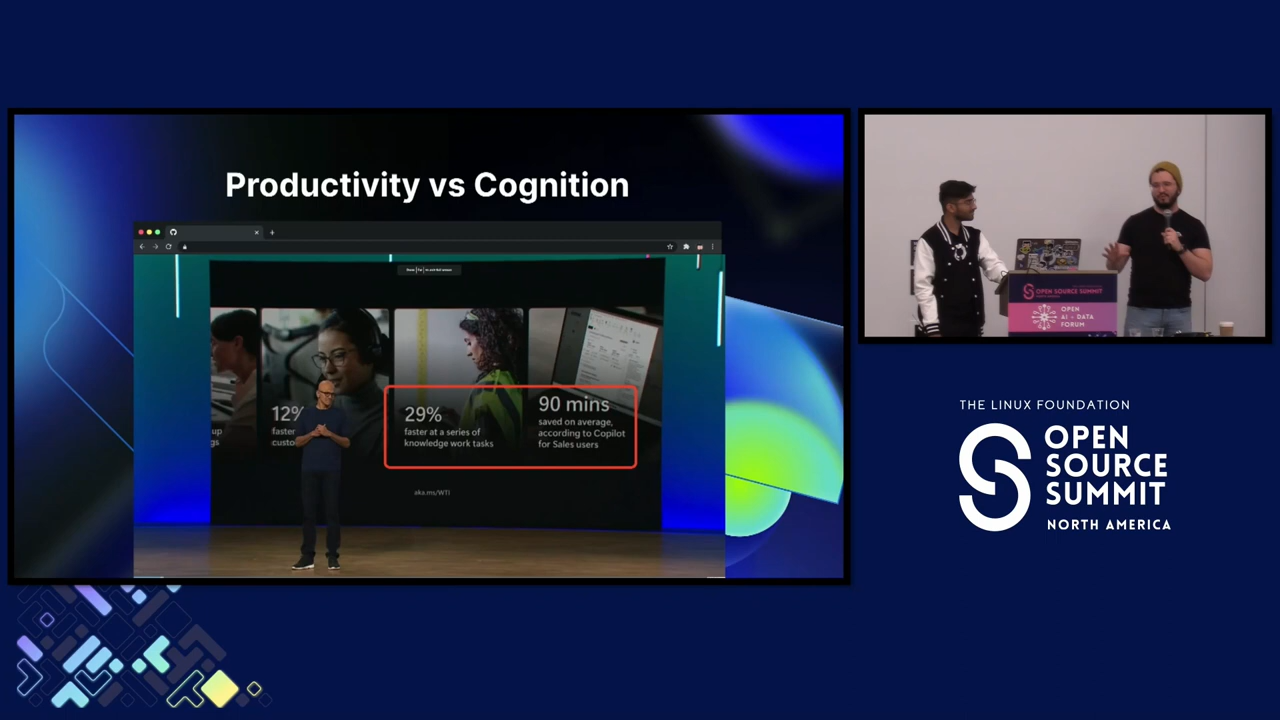 Productivity vs Cognition
up
gs
12%
faster
custo
29%
faster at a series of
knowledge work tasks
90 mins
saved on average,
according to Copilot
for Sales users
aka.ms/WTI
OPEN SOURCE SUMMIT
OPEN
AI + DATA
FORUM
THE LINUX FOUNDATION
OPEN
SOURCE
SUMMIT
NORTH AMERICA